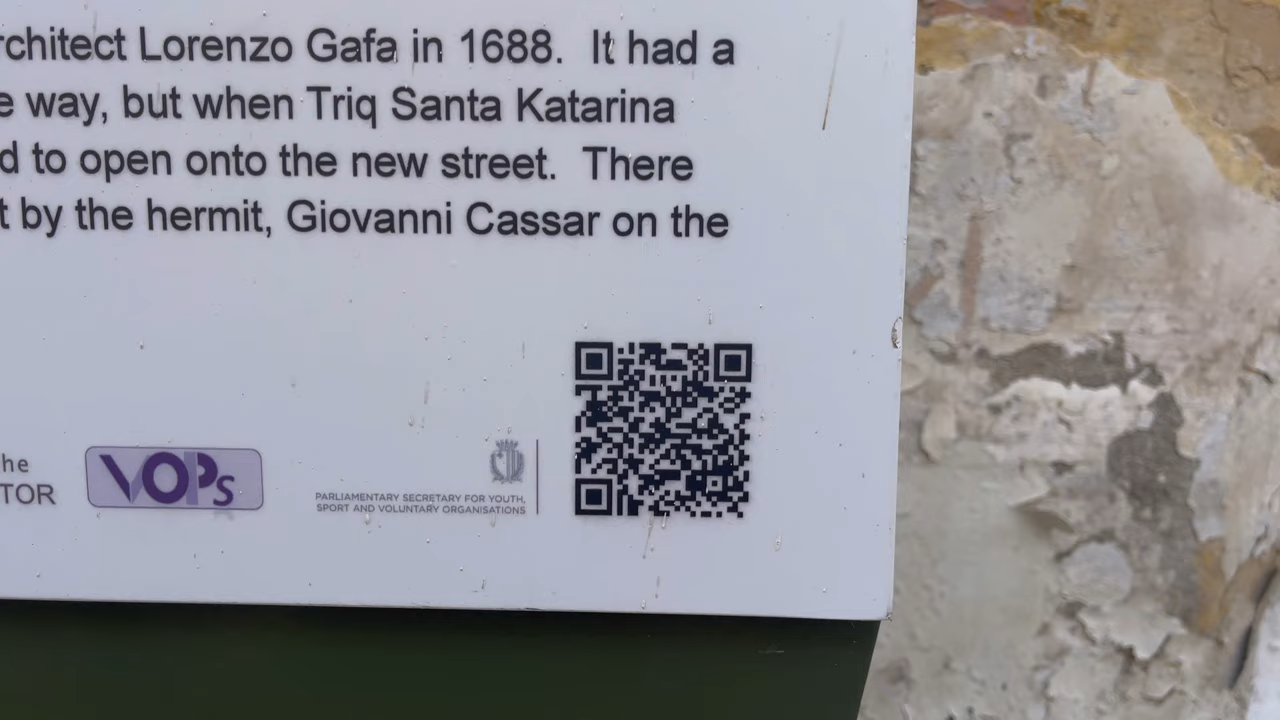 rchitect Lorenzo Gafa in 1688. It had a
e way, but when Triq Santa Katarina
d to open onto the new street. There
t by the hermit, Giovanni Cassar on the
he
TOR
VOPs
PARLIAMENTARY SECRETARY FOR YOUTH,
SPORT AND VOLUNTARY ORGANISATIONS